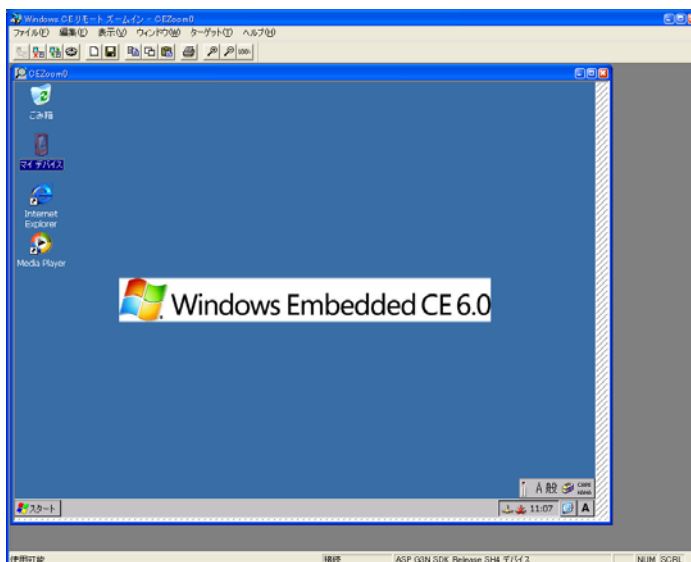 Windows CE リモート ズームイン - CEZoom0
ファイル(F) 編集(E) 表示(V) ウィンドウ(W) ターゲット(T) ヘルプ(H)
100%
CEZoom0
ごみ箱
マイ デバイス
Internet
Explorer
Media Player
Windows Embedded CE 6.0
A 般 CAPS
KANA
スタート
11:07 A
使用可能 接続 ASP G3N SDK Release SH4 デバイス NUM SCRL